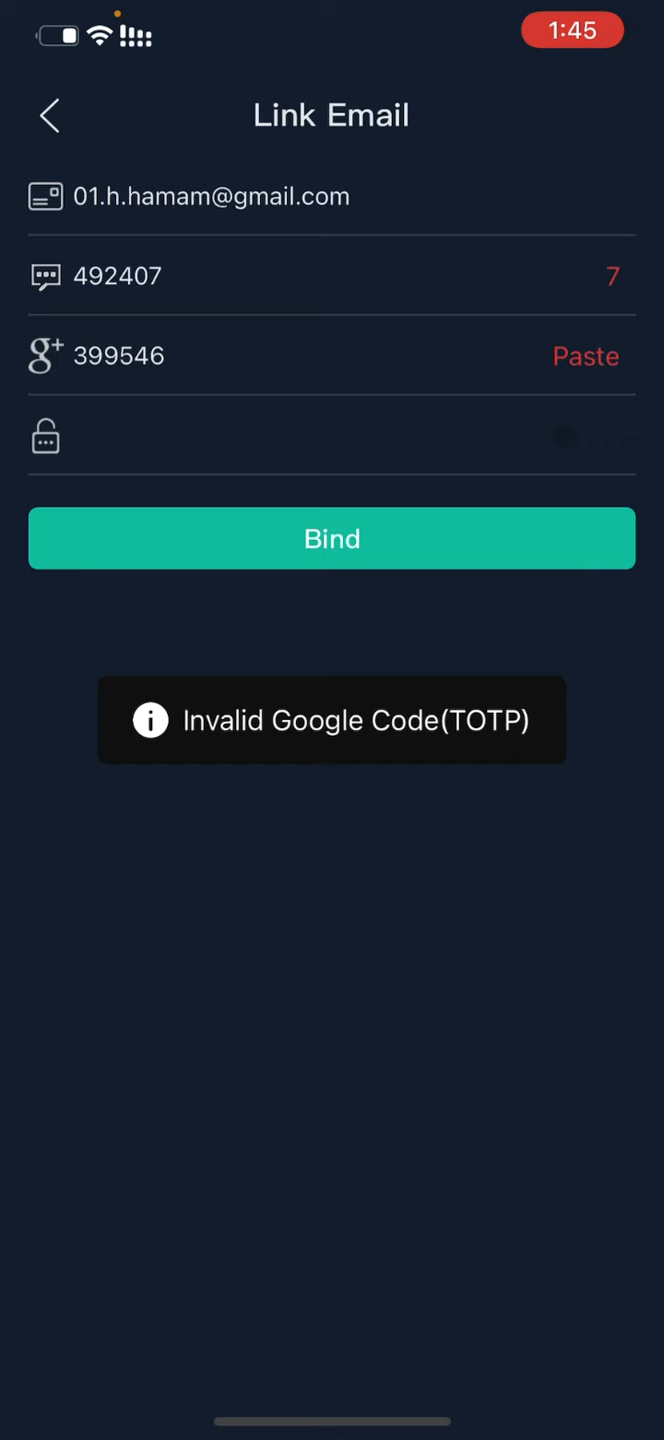 1:45
Link Email
01.h.hamam@gmail.com
492407 7
g+ 399546 Paste
Bind
Invalid Google Code(TOTP)